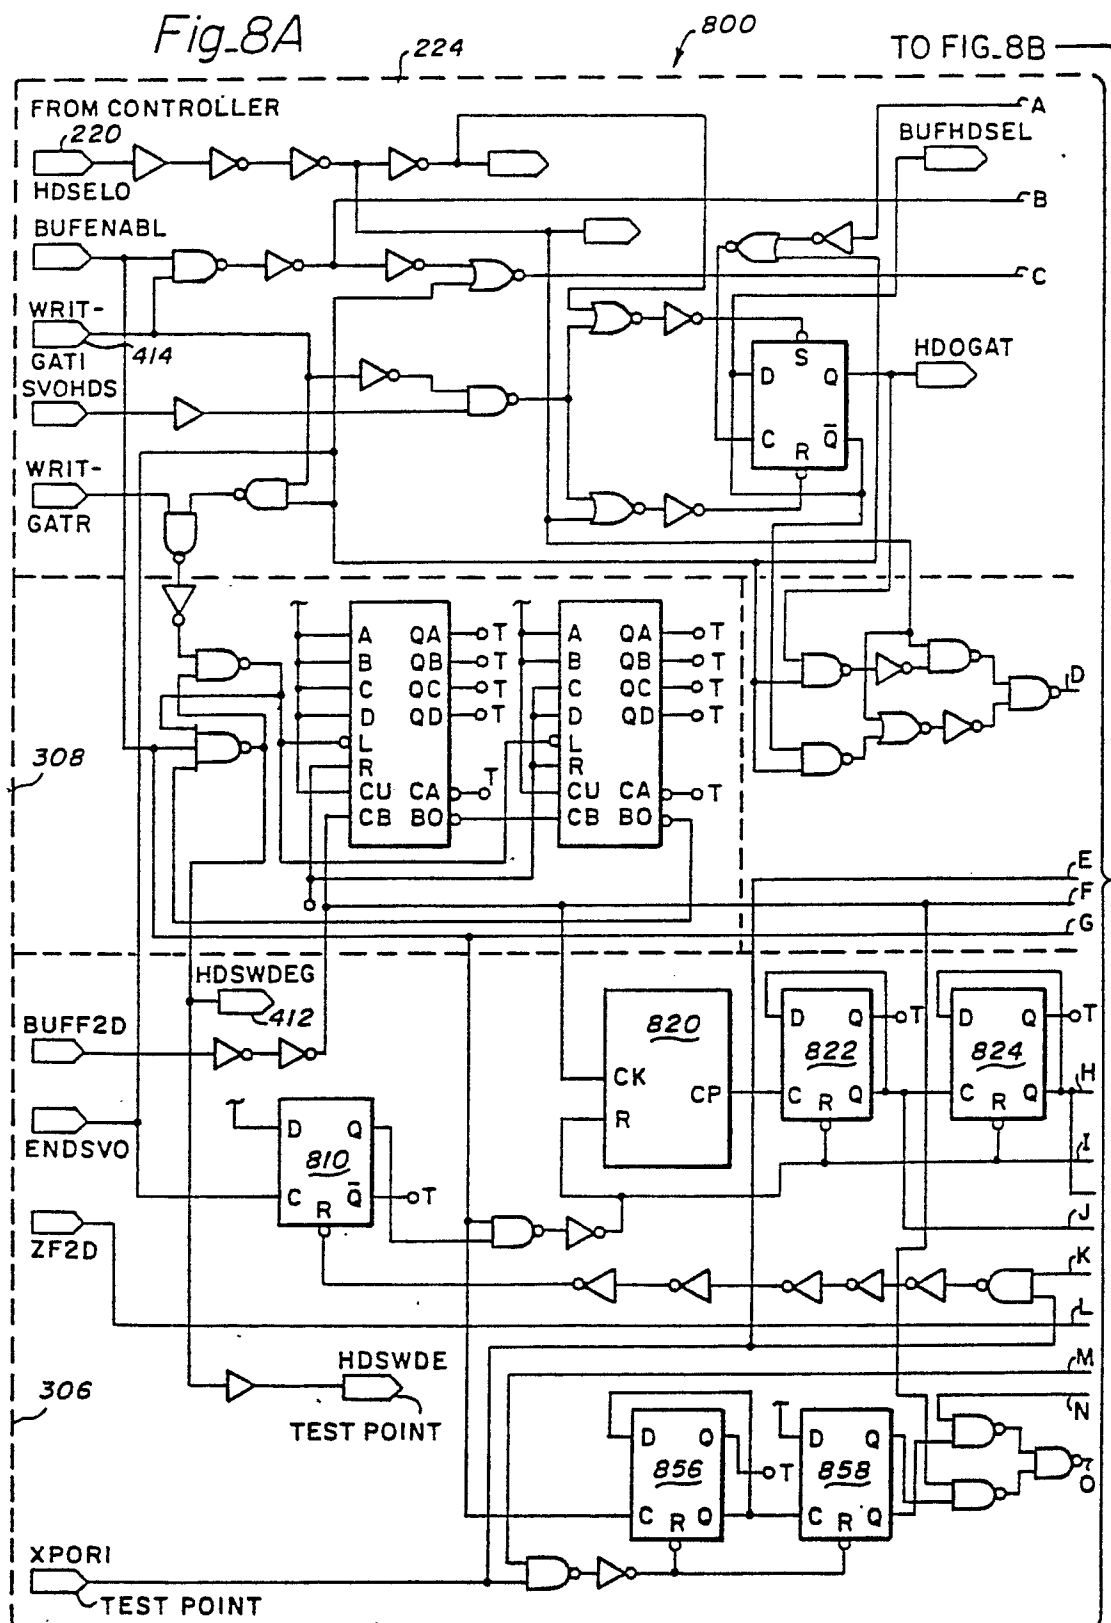 Fig_8A
224
800
TO FIG_8B
FROM CONTROLLER
220
HDSELO
A
BUFHDSEL
BUFENABL
B
C
WRIT-
414
GATI
SVOHDS
S
D Q
C Q
R
HDOGAT
WRIT-
GATR
A QA T
B QB T
C QC T
D QD T
L
R
CU CA T
CB BO
A QA T
B QB T
C QC T
D QD T
L
R
CU CA T
CB BO
D
308
E
F
G
HDSWDEG
412
BUFF2D
820
CK
CP
R
D Q T
822
C Q
R
D Q T
824
C Q
R
H
ENDSVO
D Q
810
C Q T
R
I
J
ZF2D
K
L
HDSWDE
TEST POINT
M
N
306
D Q
856
T
C R Q
D Q
858
C R Q
O
XPORI
TEST POINT